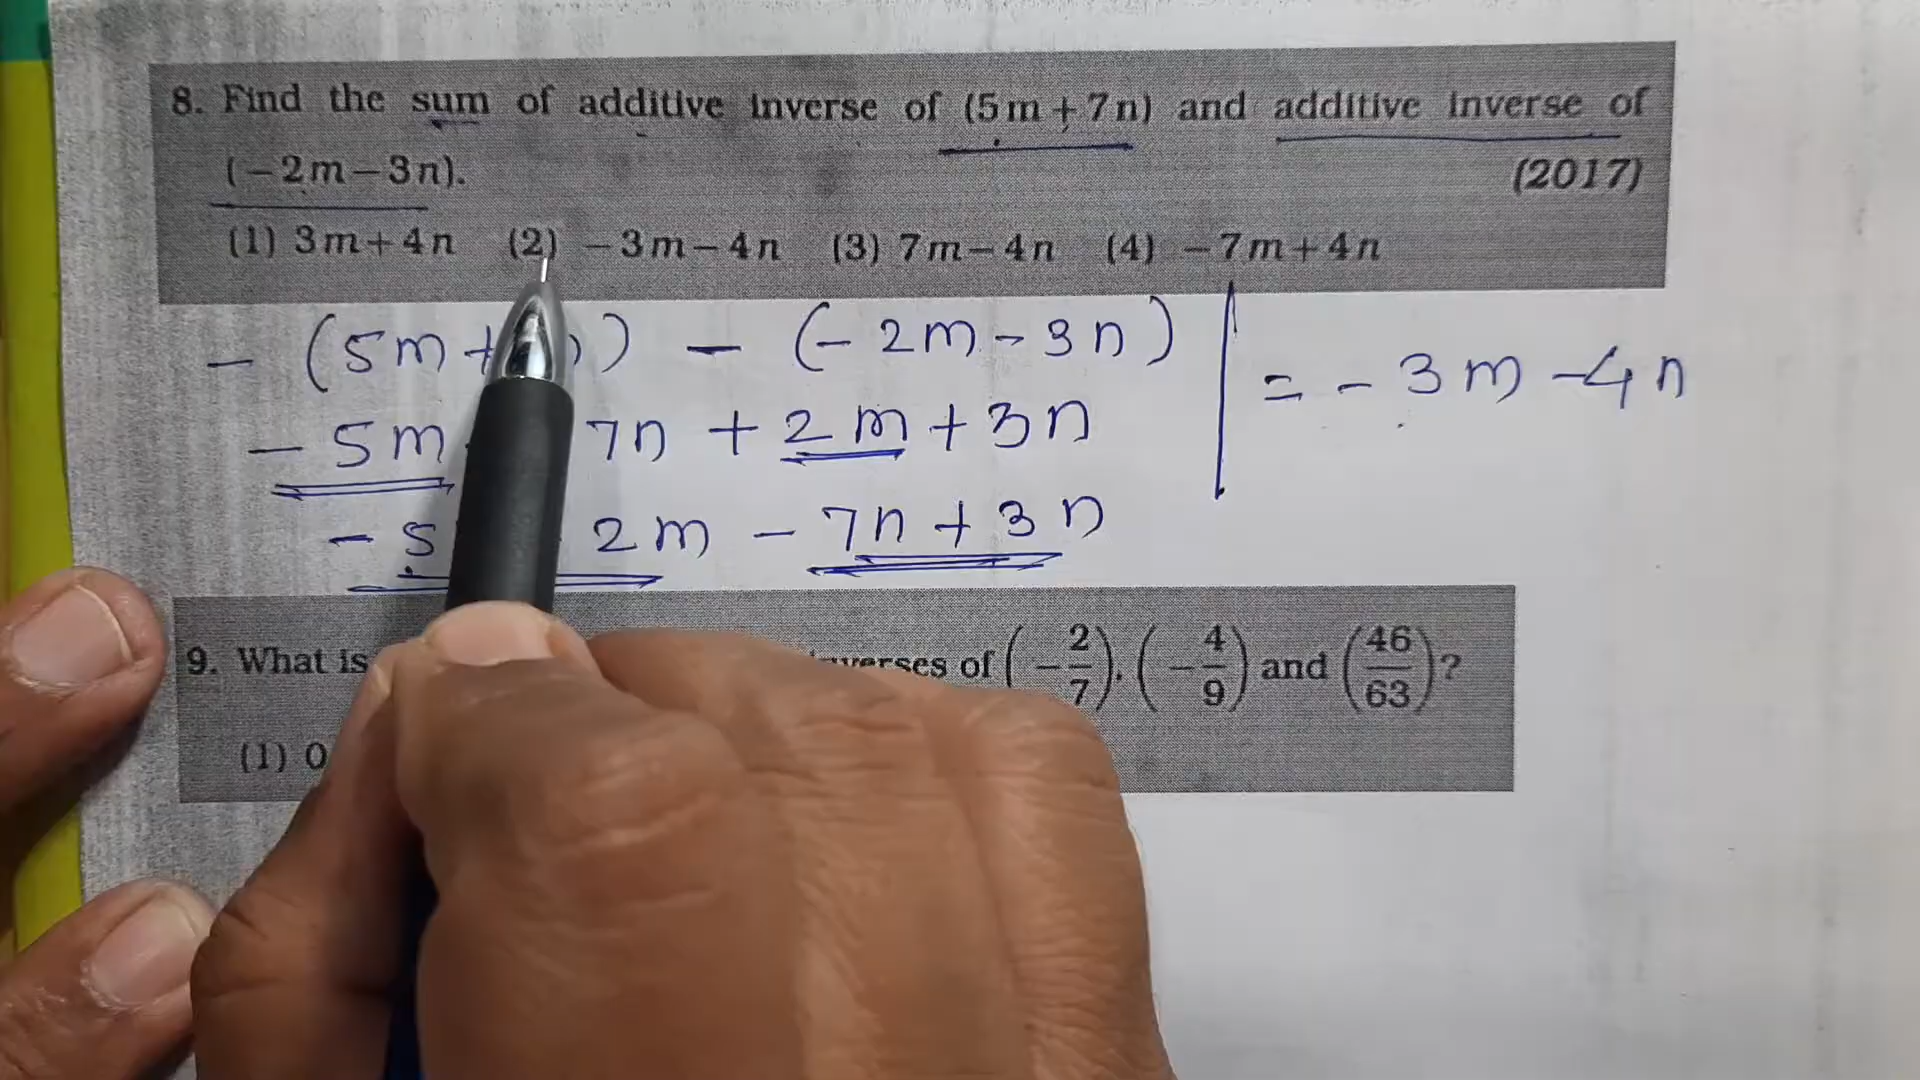 8. Find the sum of additive inverse of (5m+7n) and additive inverse of
(-2m-3n). (2017)
(1) 3m+4n (2) -3m-4n (3) 7m-4n (4) -7m+4n
- (5m+ ) - (-2m-3n)
= -3m-4n
-5m 7n + 2m + 3n
-5 2m - 7n + 3n
9. What is of (-2/7), (-4/9) and (46/63)?
(1) 0